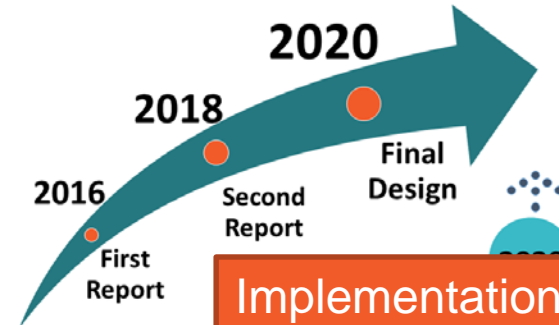 2020
2018
2016
Final
Design
Second
Report
First
Report
Implementation